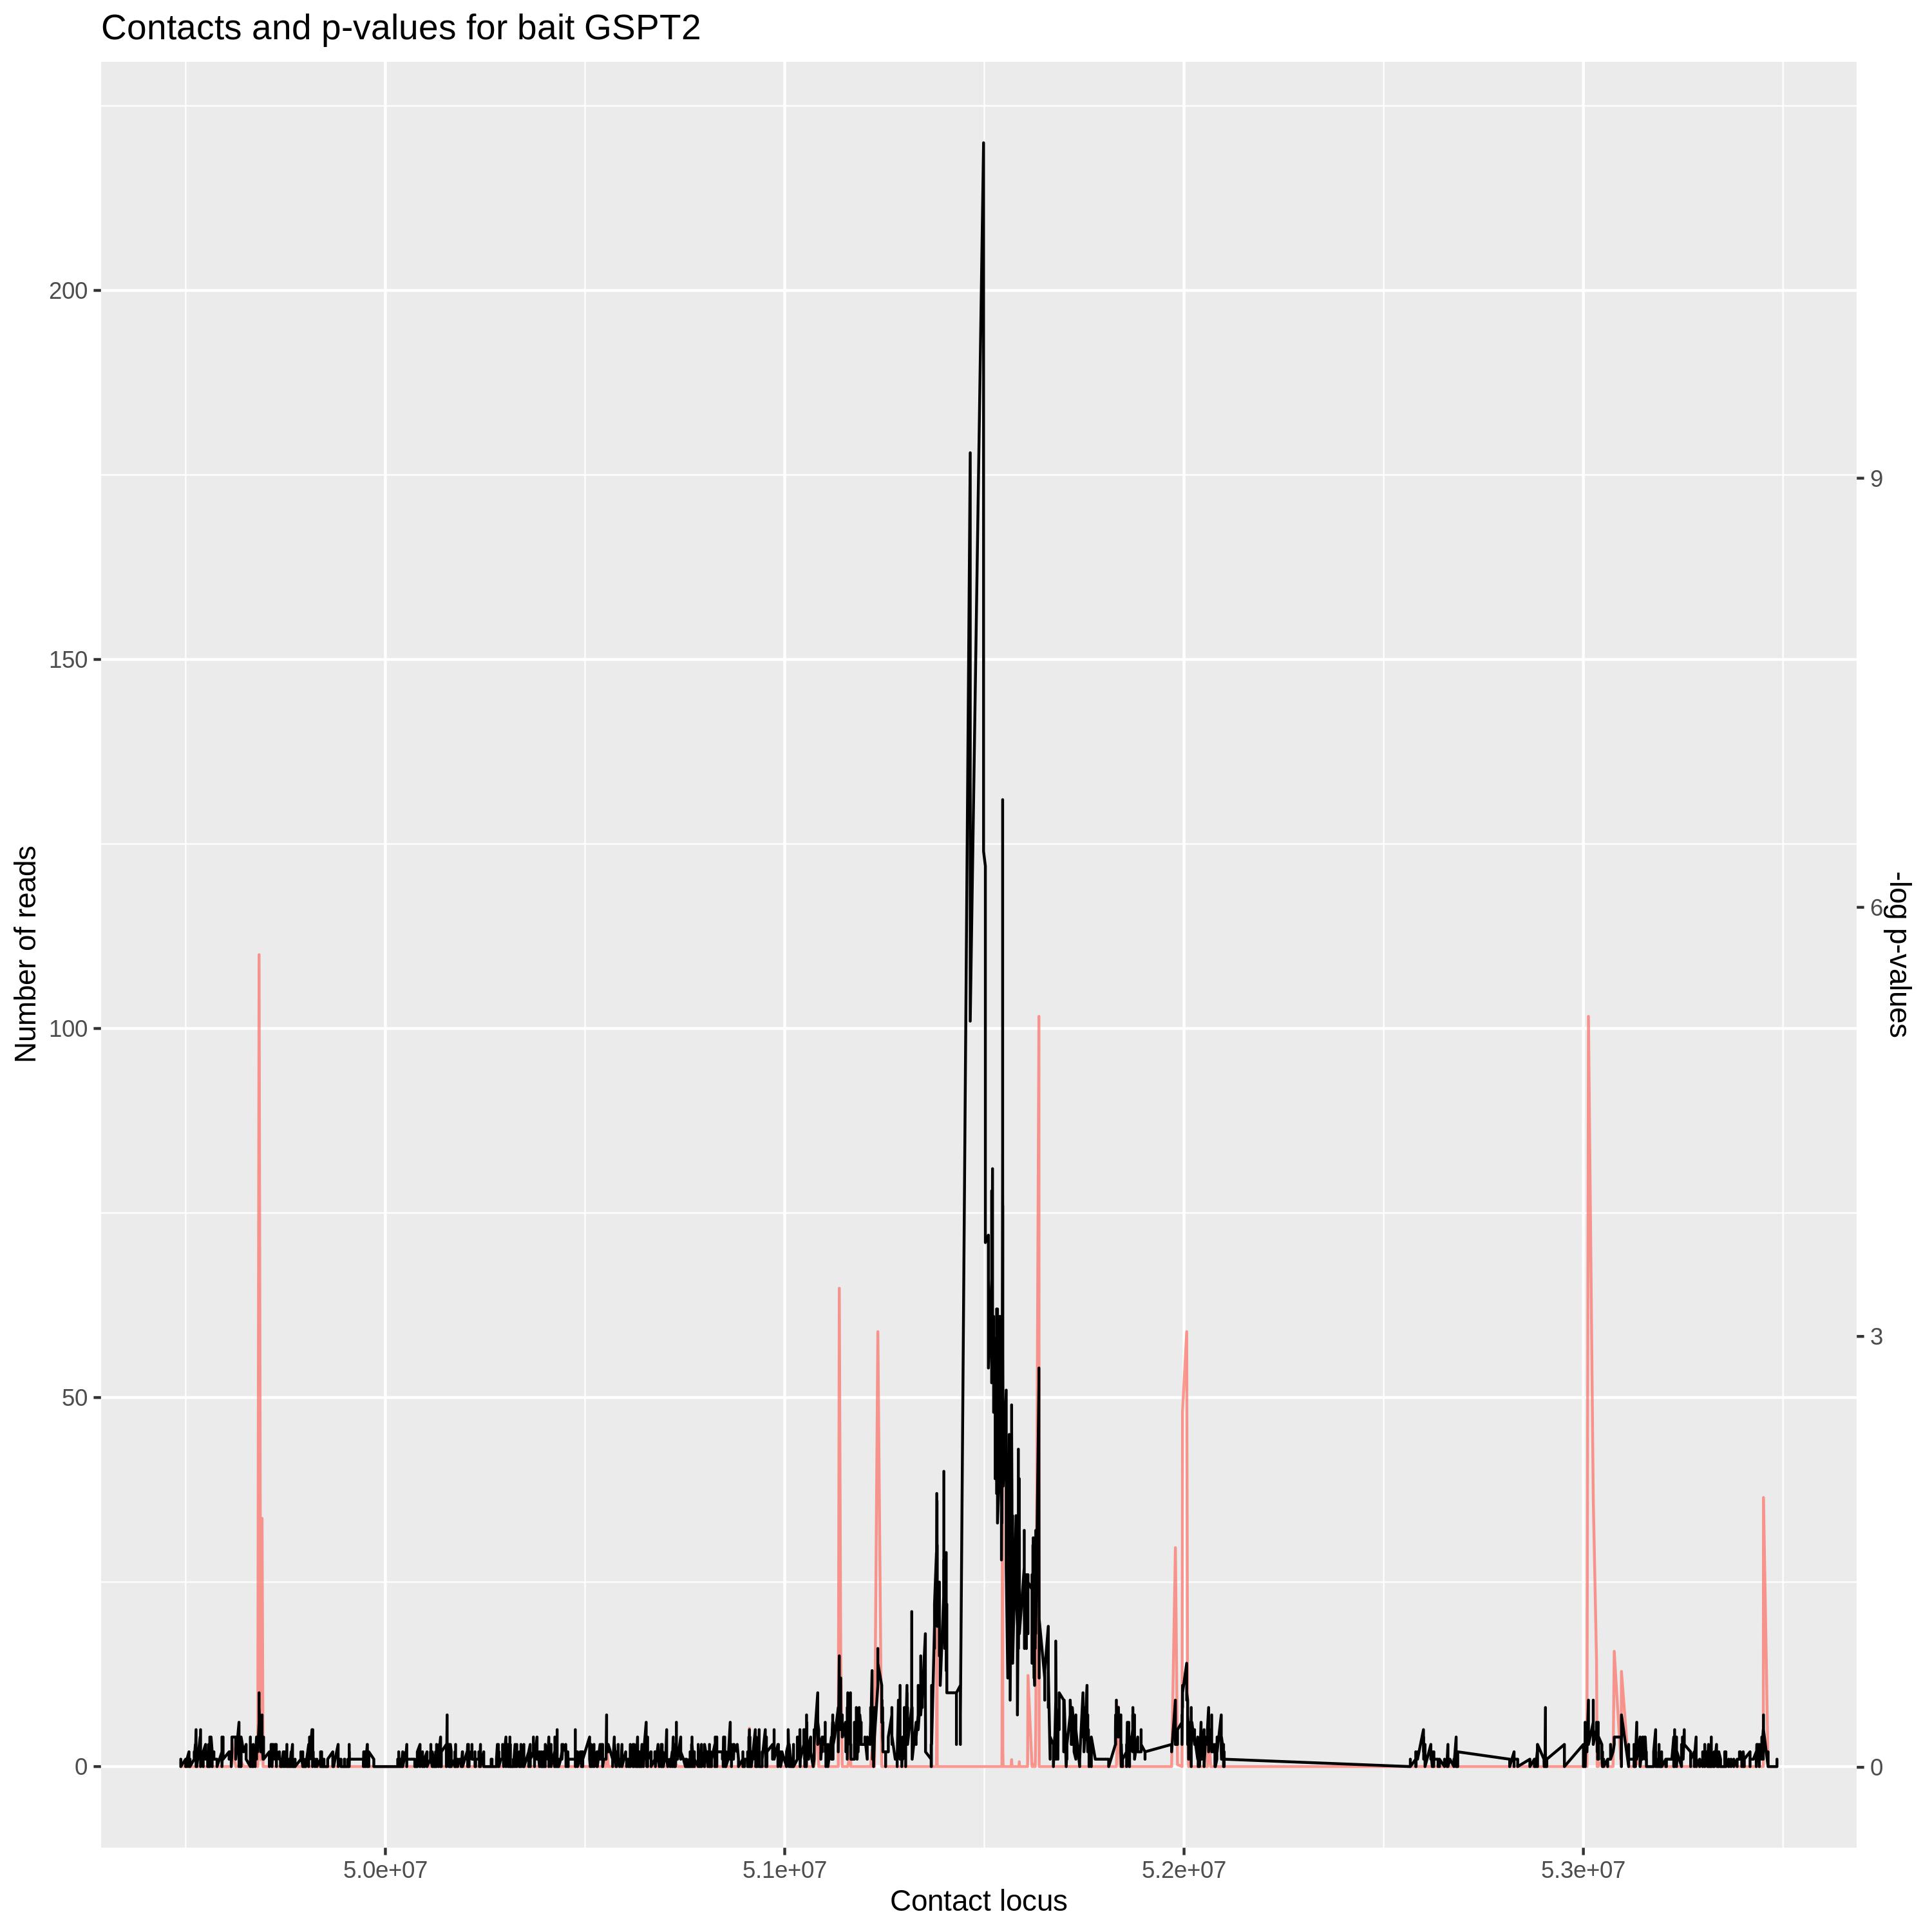 Contacts and p-values for bait GSPT2
200
150
100
50
0
Number of reads
9
6
3
0
-log p-values
5.0e+07
5.1e+07
5.2e+07
5.3e+07
Contact locus